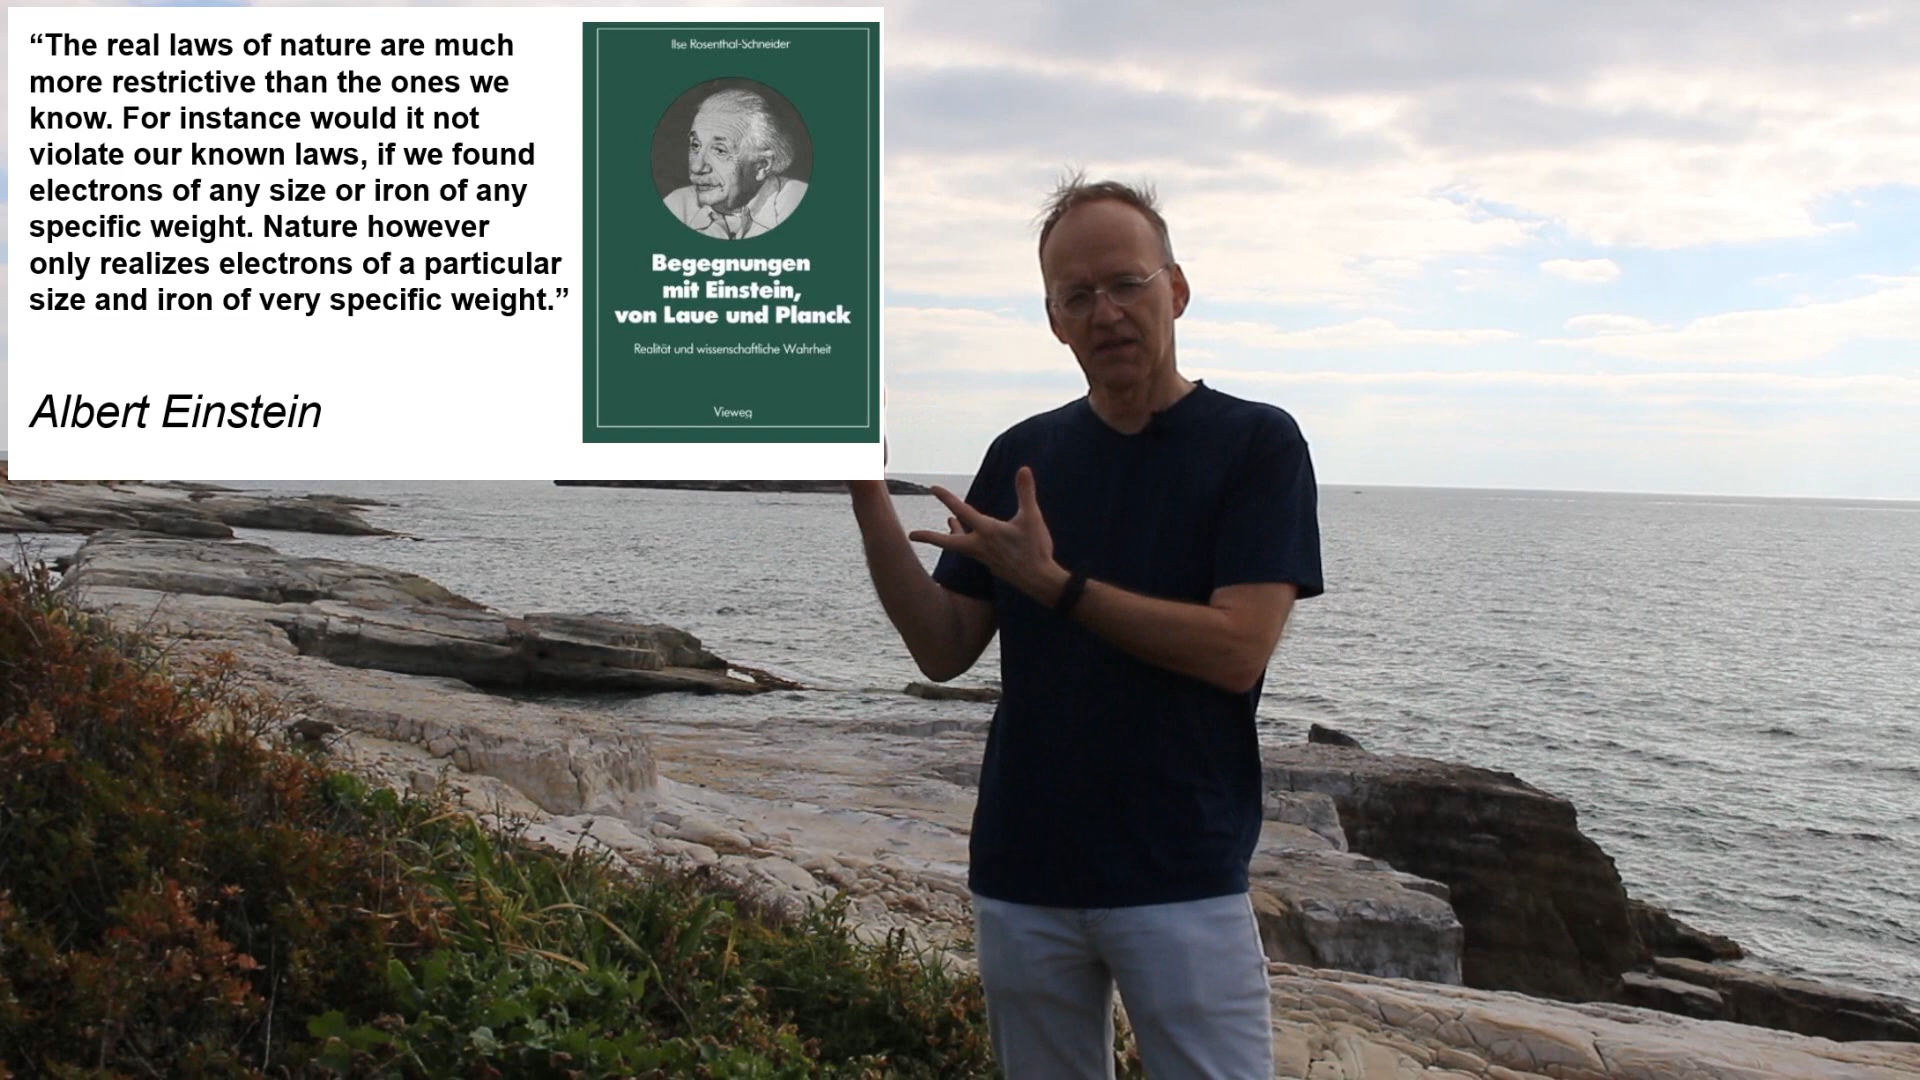 “The real laws of nature are much
more restrictive than the ones we
know. For instance would it not
violate our known laws, if we found
electrons of any size or iron of any
specific weight. Nature however
only realizes electrons of a particular
size and iron of very specific weight.”
Albert Einstein
Ilse Rosenthal-Schneider
Begegnungen
mit Einstein,
von Laue und Planck
Realität und wissenschaftliche Wahrheit
Vieweg